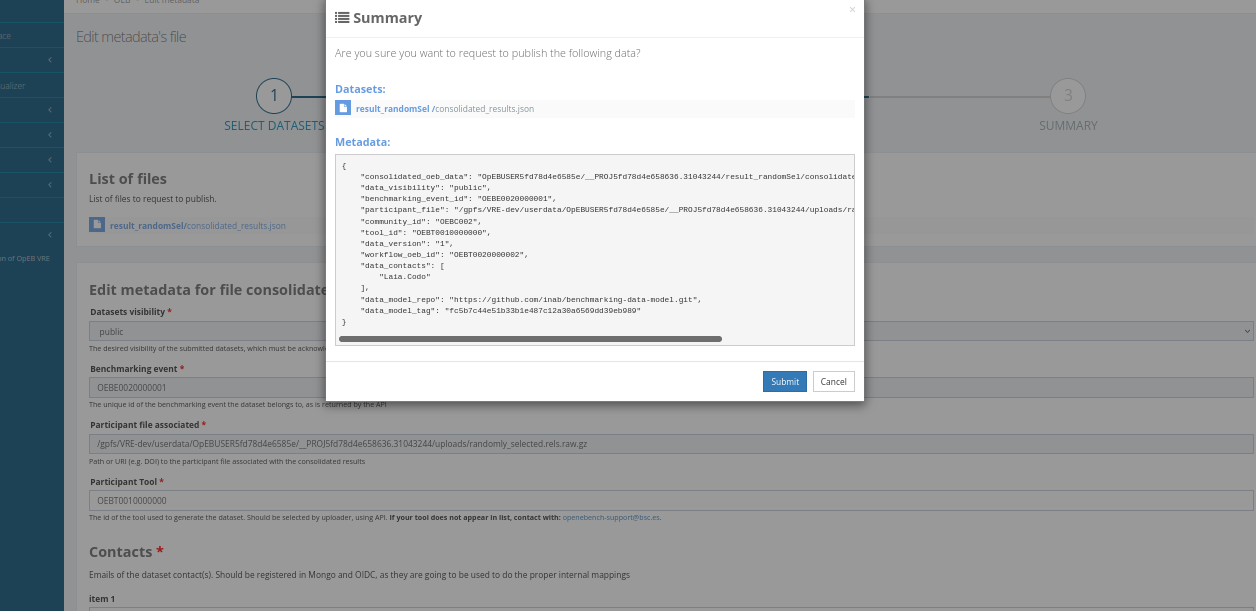 Home OEB Edit metadata
Edit metadata's file
ace
ualizer
n of OpEB VRE
1
SELECT DATASETS
3
SUMMARY
List of files
List of files to request to publish.
result_randomSel/consolidated_results.json
Edit metadata for file consolidate
Datasets visibility *
public
The desired visibility of the submitted datasets, which must be acknowl
Benchmarking event *
OEBE0020000001
The unique id of the benchmarking event the dataset belongs to, as is returned by the API
Participant file associated *
/gpfs/VRE-dev/userdata/OpEBUSER5fd78d4e6585e/__PROJ5fd78d4e658636.31043244/uploads/randomly_selected.rels.raw.gz
Path or URI (e.g. DOI) to the participant file associated with the consolidated results
Participant Tool *
OEBT0010000000
The id of the tool used to generate the dataset. Should be selected by uploader, using API. If your tool does not appear in list, contact with: openebench-support@bsc.es.
Contacts *
Emails of the dataset contact(s). Should be registered in Mongo and OIDC, as they are going to be used to do the proper internal mappings
item 1
Summary
×
Are you sure you want to request to publish the following data?
Datasets:
result_randomSel /consolidated_results.json
Metadata:
{
"consolidated_oeb_data": "OpEBUSER5fd78d4e6585e/__PROJ5fd78d4e658636.31043244/result_randomSel/consolidate
"data_visibility": "public",
"benchmarking_event_id": "OEBE0020000001",
"participant_file": "/gpfs/VRE-dev/userdata/OpEBUSER5fd78d4e6585e/__PROJ5fd78d4e658636.31043244/uploads/ra
"community_id": "OEBC002",
"tool_id": "OEBT0010000000",
"data_version": "1",
"workflow_oeb_id": "OEBT0020000002",
"data_contacts": [
"Laia.Codo"
],
"data_model_repo": "https://github.com/inab/benchmarking-data-model.git",
"data_model_tag": "fc5b7c44e51b33b1e487c12a30a6569dd39eb989"
}
Submit
Cancel